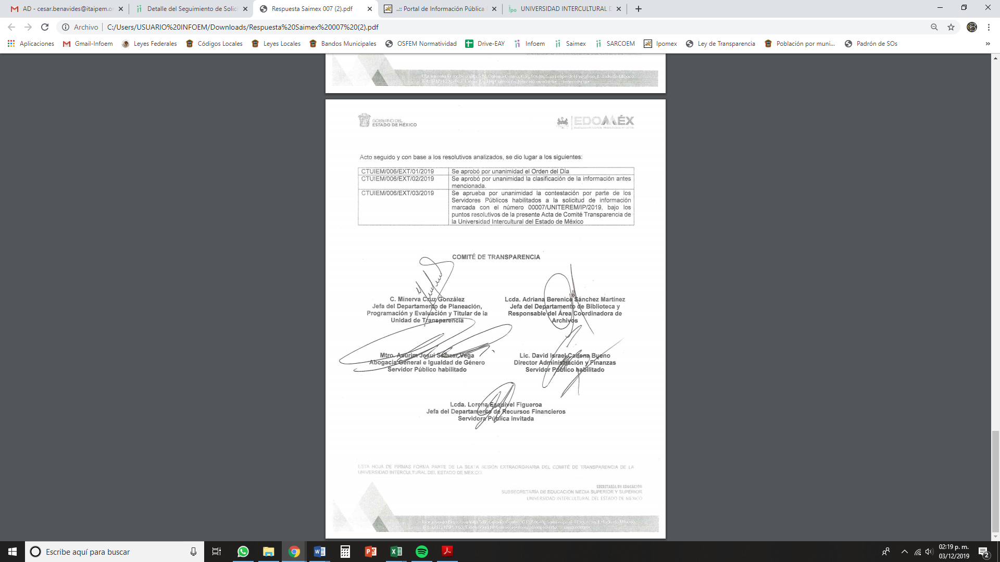 AD - cesar.benavides@itaipem.or
Detalle del Seguimiento de Solici
Respuesta Saimex 007 (2).pdf
..:: Portal de Información Pública
UNIVERSIDAD INTERCULTURAL D
Archivo
C:/Users/USUARIO%20INFOEM/Downloads/Respuesta%20Saimex%20007%20(2).pdf
Aplicaciones
Gmail-Infoem
Leyes Federales
Códigos Locales
Leyes Locales
Bandos Municipales
OSFEM Normatividad
Drive-EAY
Infoem
Saimex
SARCOEM
Ipomex
Ley de Transparencia
Población por muni...
Padrón de SOs
»
Libramiento Francisco Villa S/N, Colonia Centro, C.P. 50640, San Felipe del Progreso, Estado de México.
GOBIERNO DEL
ESTADO DE MÉXICO
EDOMÉX
Acto seguido y con base a los resolutivos analizados, se dio lugar a los siguientes:
CTUIEM/006/EXT/01/2019 Se aprobó por unanimidad el Orden del Día
CTUIEM/006/EXT/02/2019 Se aprobó por unanimidad la clasificación de la información antes
mencionada.
CTUIEM/006/EXT/03/2019 Se aprueba por unanimidad la contestación por parte de los
Servidores Públicos habilitados a la solicitud de información
marcada con el número 00007/UNITEREM/IP/2019, bajo los
puntos resolutivos de la presente Acta de Comité Transparencia de
la Universidad Intercultural del Estado de México
COMITÉ DE TRANSPARENCIA
C. Minerva Cruz González
Jefa del Departamento de Planeación,
Programación y Evaluación y Titular de la
Unidad de Transparencia
Lcda. Adriana Berenice Sánchez Martínez
Jefa del Departamento de Biblioteca y
Responsable del Área Coordinadora de
Archivos
Mtro. Asurim Jesuí Salazar Vega
Abogacía General e Igualdad de Género
Servidor Público habilitado
Lic. David Israel Cadena Bueno
Director Administración y Finanzas
Servidor Público habilitado
Lcda. Lorena Esquivel Figueroa
Jefa del Departamento de Recursos Financieros
Servidora Pública invitada
ESTA HOJA DE FIRMAS FORMA PARTE DE LA SEXTA SESIÓN EXTRAORDINARIA DEL COMITÉ DE TRANSPARENCIA DE LA
UNIVERSIDAD INTERCULTURAL DEL ESTADO DE MÉXICO.
SECRETARÍA DE EDUCACIÓN
SUBSECRETARÍA DE EDUCACIÓN MEDIA SUPERIOR Y SUPERIOR
UNIVERSIDAD INTERCULTURAL DEL ESTADO DE MÉXICO
Libramiento Francisco Villa S/N, Colonia Centro, C.P. 50640, San Felipe del Progreso, Estado de México.
Escribe aquí para buscar
02:19 p. m.
03/12/2019
2